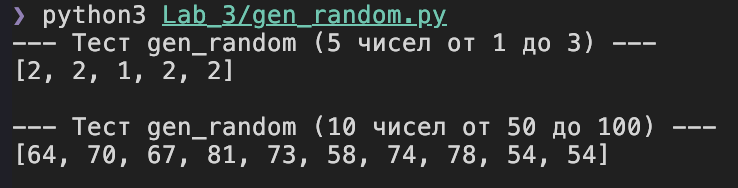 ❯ python3 Lab_3/gen_random.py
--- Тест gen_random (5 чисел от 1 до 3) ---
[2, 2, 1, 2, 2]
--- Тест gen_random (10 чисел от 50 до 100) ---
[64, 70, 67, 81, 73, 58, 74, 78, 54, 54]